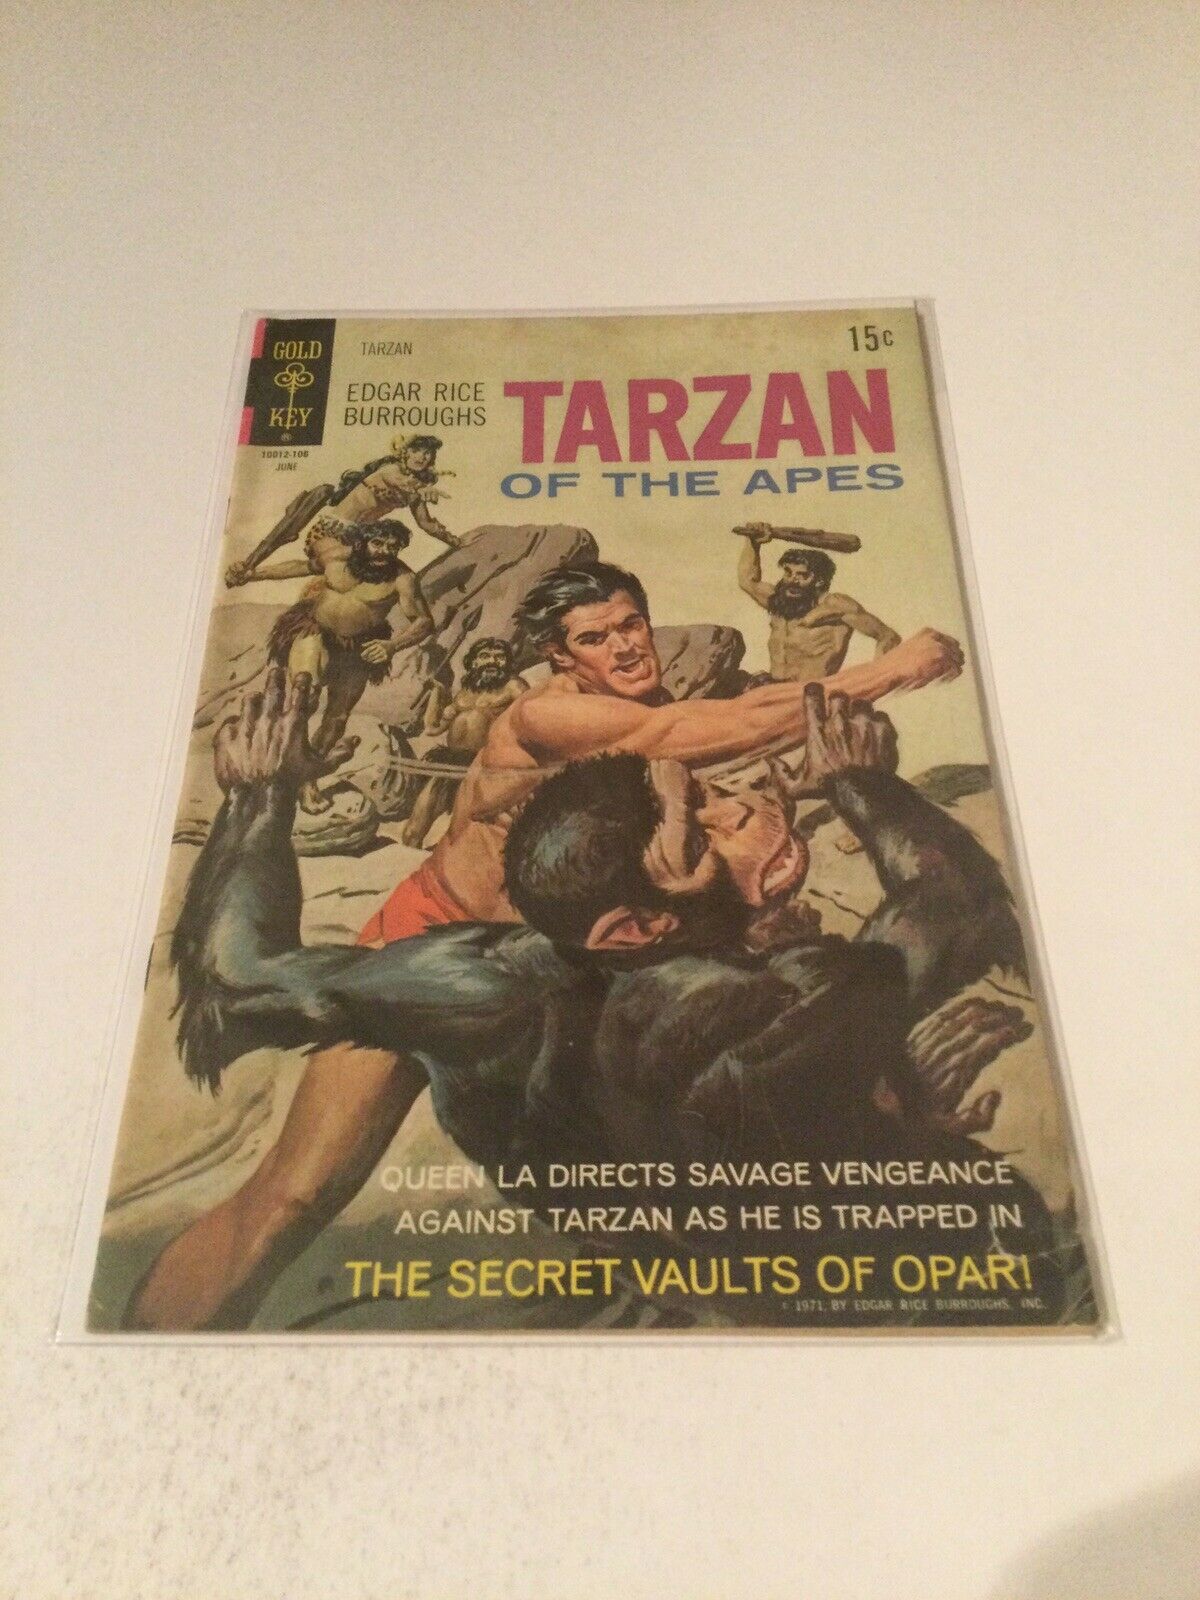 GOLD
KEY
®
10012-106
JUNE
TARZAN
EDGAR RICE
BURROUGHS
15¢
TARZAN
OF THE APES
QUEEN LA DIRECTS SAVAGE VENGEANCE
AGAINST TARZAN AS HE IS TRAPPED IN
THE SECRET VAULTS OF OPAR!
© 1971, BY EDGAR RICE BURROUGHS, INC.